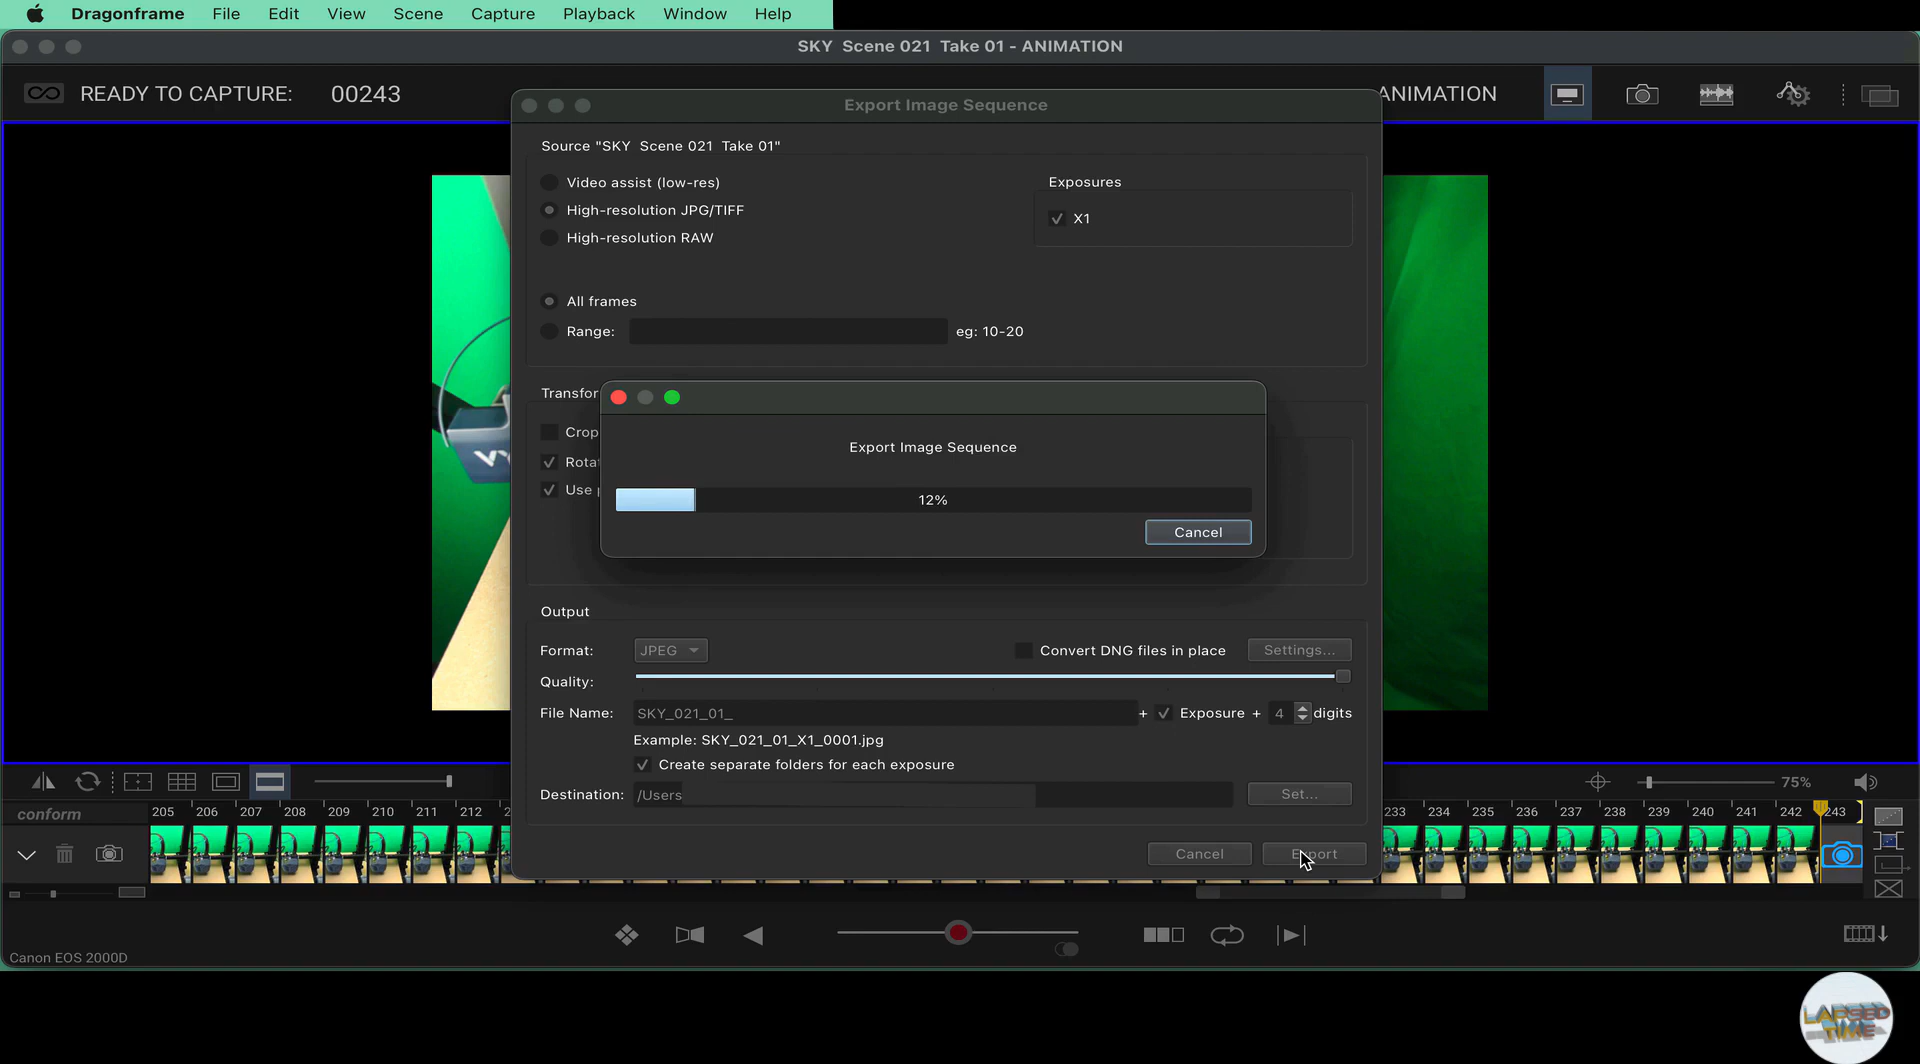 Dragonframe File Edit View Scene Capture Playback Window Help
SKY Scene 021 Take 01 - ANIMATION
READY TO CAPTURE: 00243
ANIMATION
Export Image Sequence
Source "SKY Scene 021 Take 01"
Video assist (low-res)
High-resolution JPG/TIFF
High-resolution RAW
Exposures
X1
All frames
Range: eg: 10-20
Transfor
Crop
Rotat
Use
Export Image Sequence
12%
Cancel
Output
Format: JPEG Convert DNG files in place Settings...
Quality:
File Name: SKY_021_01_ + Exposure + 4 digits
Example: SKY_021_01_X1_0001.jpg
Create separate folders for each exposure
Destination: /Users Set...
Cancel Export
75%
conform 205 206 207 208 209 210 211 212 233 234 235 236 237 238 239 240 241 242 243
Canon EOS 2000D
LAPSED
TIME